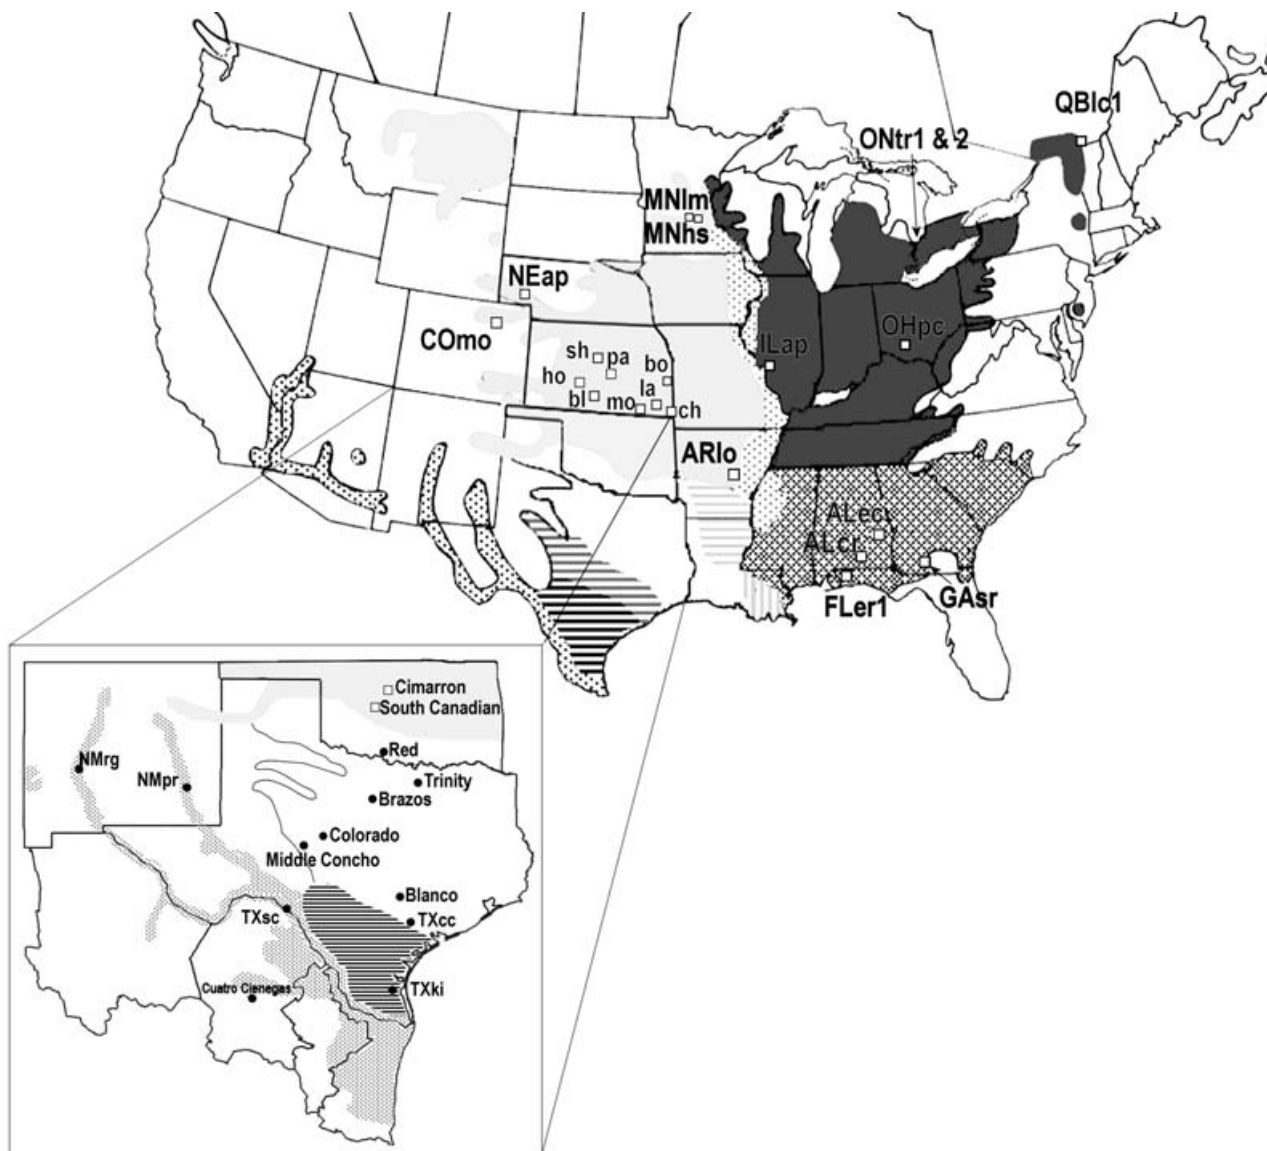 QBlc1
ONtr1 & 2
MNlm
MNhs
NEap
COmo
OHpc
ILap
sh pa bo
ho la
bl mo ch
ARlo
ALec
ALcr
FLer1 GAsr
Cimarron
South Canadian
Red
NMrg
NMpr
Trinity
Brazos
Colorado
Middle Concho
Blanco
TXsc
TXcc
Cuatro Cienegas
TXki